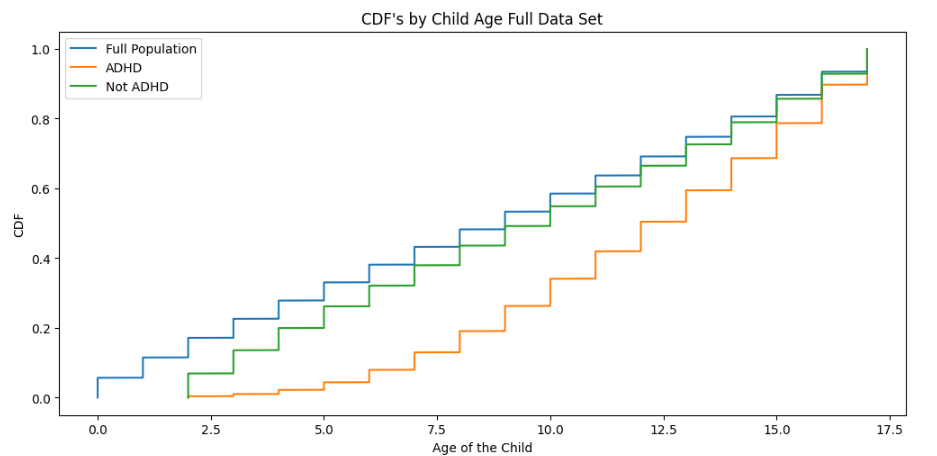 CDF's by Child Age Full Data Set
Full Population
ADHD
Not ADHD
1.0
0.8
0.6
0.4
0.2
0.0
CDF
0.0 2.5 5.0 7.5 10.0 12.5 15.0 17.5
Age of the Child